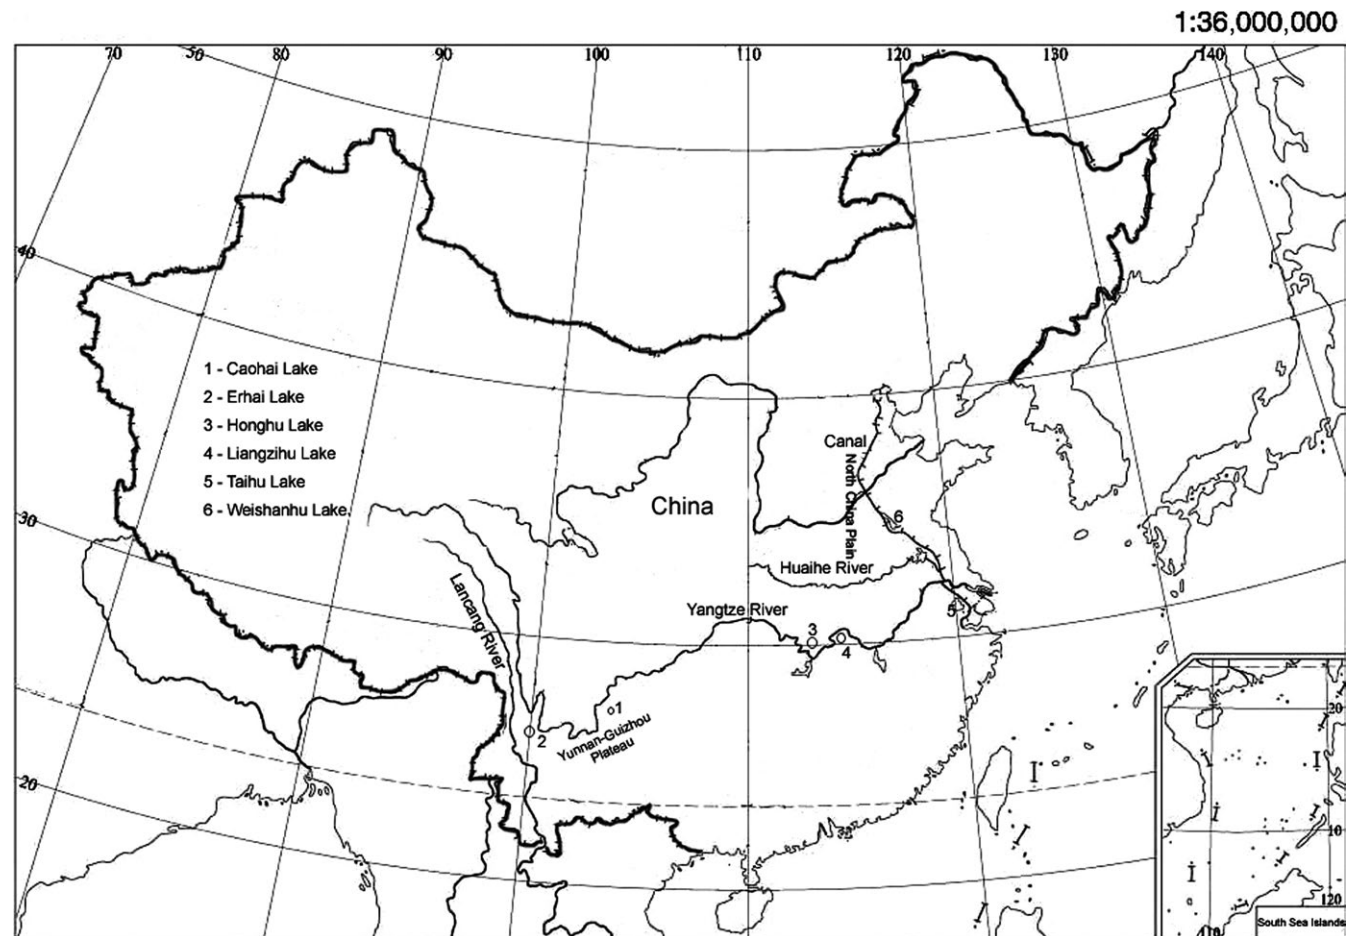 1:36,000,000
70 50 80 90 100 110 120 130 140
40
1 - Caohai Lake
2 - Erhai Lake
3 - Honghu Lake
4 - Liangzihu Lake
5 - Taihu Lake
6 - Weishanhu Lake
Canal
North China Plain
China
30
6
Huaihe River
Lancang River
Yangtze River
5
3
4
20
1
2
Yunnan-Guizhou
Plateau
20
10
120
110
South Sea Islands